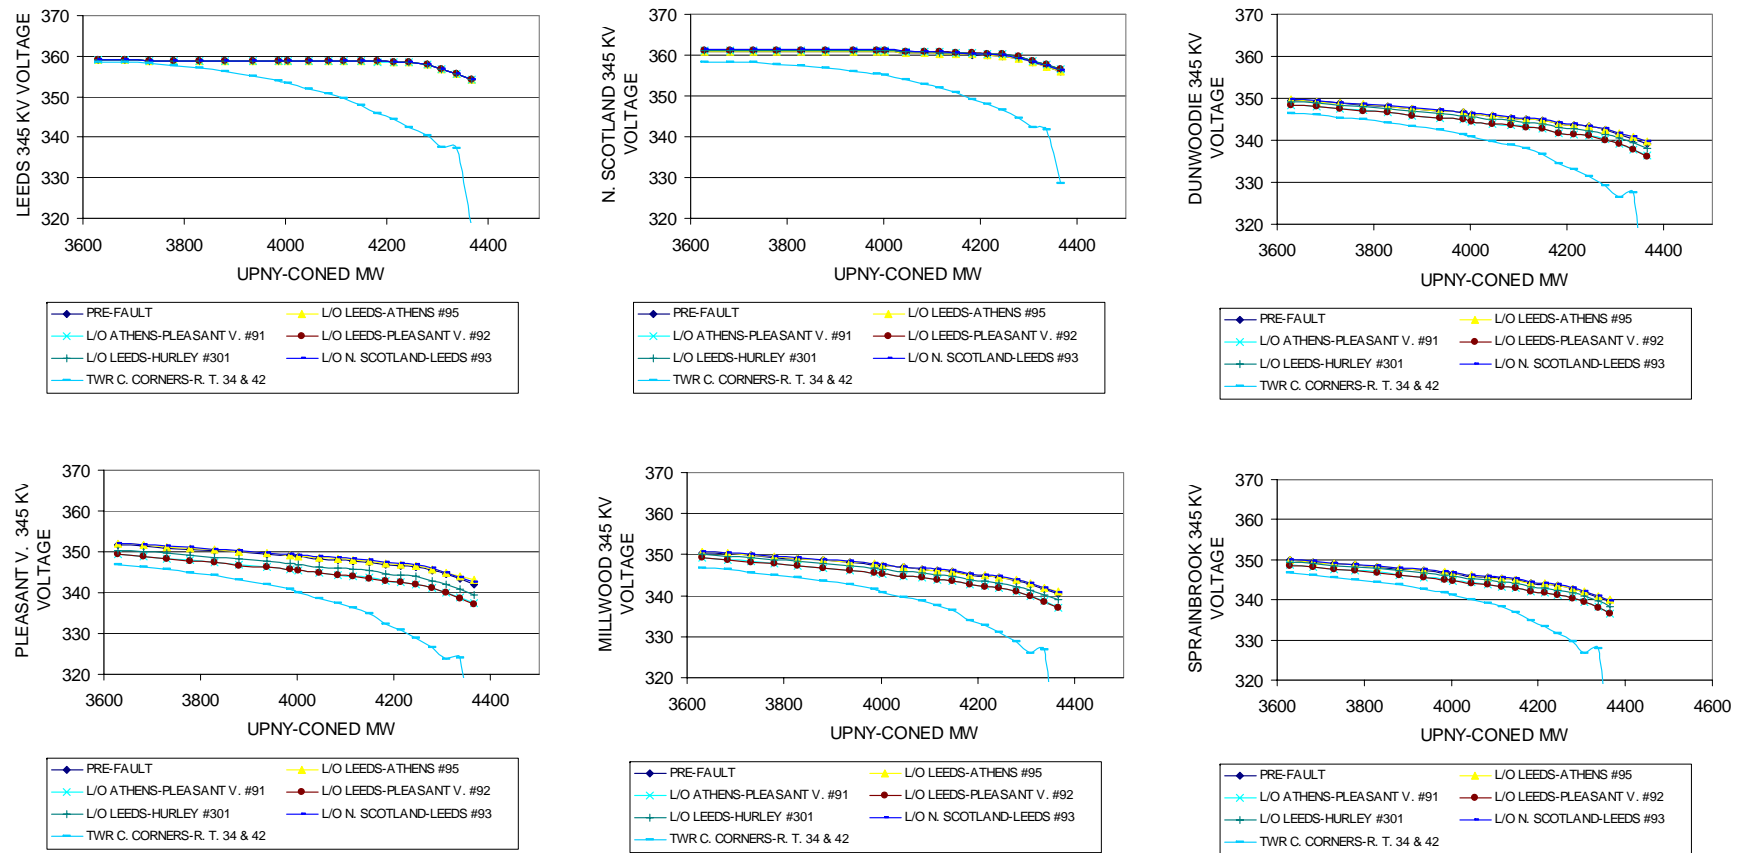 LEEDS 345 KV VOLTAGE
370
360
350
340
330
320
3600 3800 4000 4200 4400
UPNY-CONED MW
PRE-FAULT L/O LEEDS-ATHENS #95
L/O ATHENS-PLEASANT V. #91 L/O LEEDS-PLEASANT V. #92
L/O LEEDS-HURLEY #301 L/O N. SCOTLAND-LEEDS #93
TWR C. CORNERS-R. T. 34 & 42
N. SCOTLAND 345 KV
VOLTAGE
370
360
350
340
330
320
3600 3800 4000 4200 4400
UPNY-CONED MW
PRE-FAULT L/O LEEDS-ATHENS #95
L/O ATHENS-PLEASANT V. #91 L/O LEEDS-PLEASANT V. #92
L/O LEEDS-HURLEY #301 L/O N. SCOTLAND-LEEDS #93
TWR C. CORNERS-R. T. 34 & 42
DUNWOODIE 345 KV
VOLTAGE
370
360
350
340
330
320
3600 3800 4000 4200 4400
UPNY-CONED MW
PRE-FAULT L/O LEEDS-ATHENS #95
L/O ATHENS-PLEASANT V. #91 L/O LEEDS-PLEASANT V. #92
L/O LEEDS-HURLEY #301 L/O N. SCOTLAND-LEEDS #93
TWR C. CORNERS-R. T. 34 & 42
PLEASANT V. 345 KV
VOLTAGE
370
360
350
340
330
320
3600 3800 4000 4200 4400
UPNY-CONED MW
PRE-FAULT L/O LEEDS-ATHENS #95
L/O ATHENS-PLEASANT V. #91 L/O LEEDS-PLEASANT V. #92
L/O LEEDS-HURLEY #301 L/O N. SCOTLAND-LEEDS #93
TWR C. CORNERS-R. T. 34 & 42
MILLWOOD 345 KV
VOLTAGE
370
360
350
340
330
320
3600 3800 4000 4200 4400
UPNY-CONED MW
PRE-FAULT L/O LEEDS-ATHENS #95
L/O ATHENS-PLEASANT V. #91 L/O LEEDS-PLEASANT V. #92
L/O LEEDS-HURLEY #301 L/O N. SCOTLAND-LEEDS #93
TWR C. CORNERS-R. T. 34 & 42
SPRAINBROOK 345 KV
VOLTAGE
370
360
350
340
330
320
3600 3800 4000 4200 4400 4600
UPNY-CONED MW
PRE-FAULT L/O LEEDS-ATHENS #95
L/O ATHENS-PLEASANT V. #91 L/O LEEDS-PLEASANT V. #92
L/O LEEDS-HURLEY #301 L/O N. SCOTLAND-LEEDS #93
TWR C. CORNERS-R. T. 34 & 42